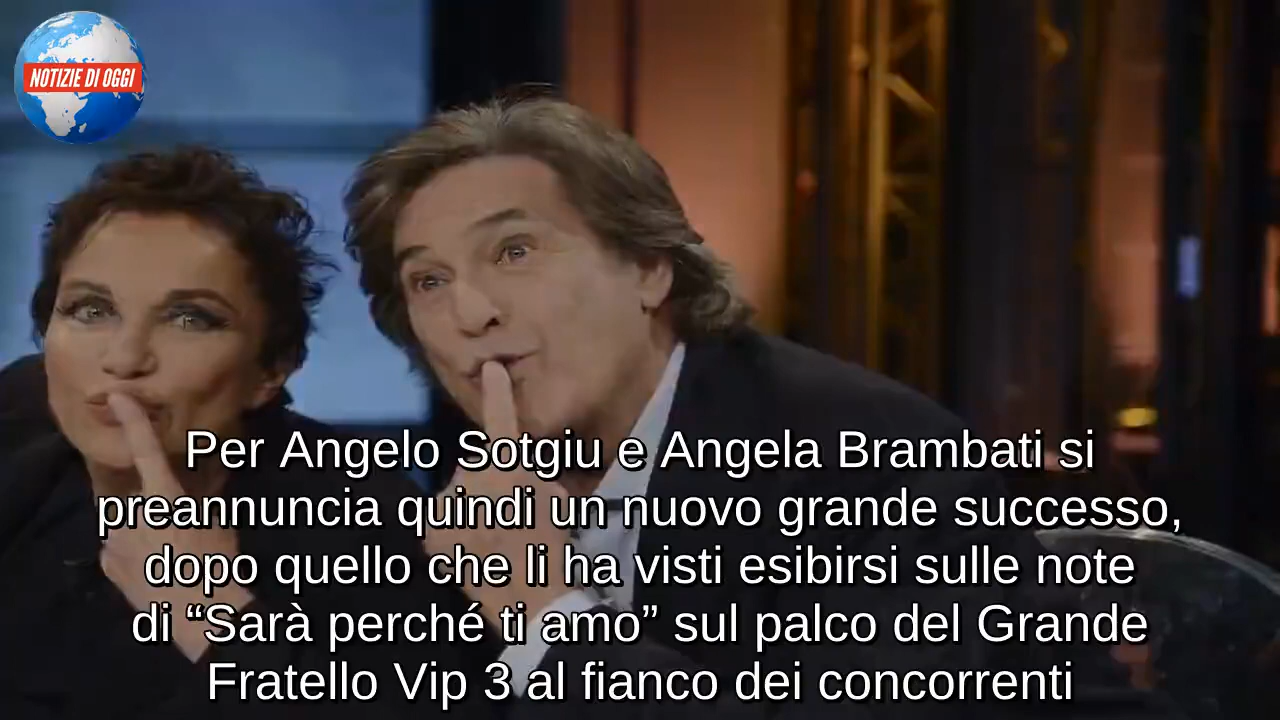 NOTIZIE DI OGGI
Per Angelo Sotgiu e Angela Brambati si
preannuncia quindi un nuovo grande successo,
dopo quello che li ha visti esibirsi sulle note
di “Sarà perché ti amo” sul palco del Grande
Fratello Vip 3 al fianco dei concorrenti